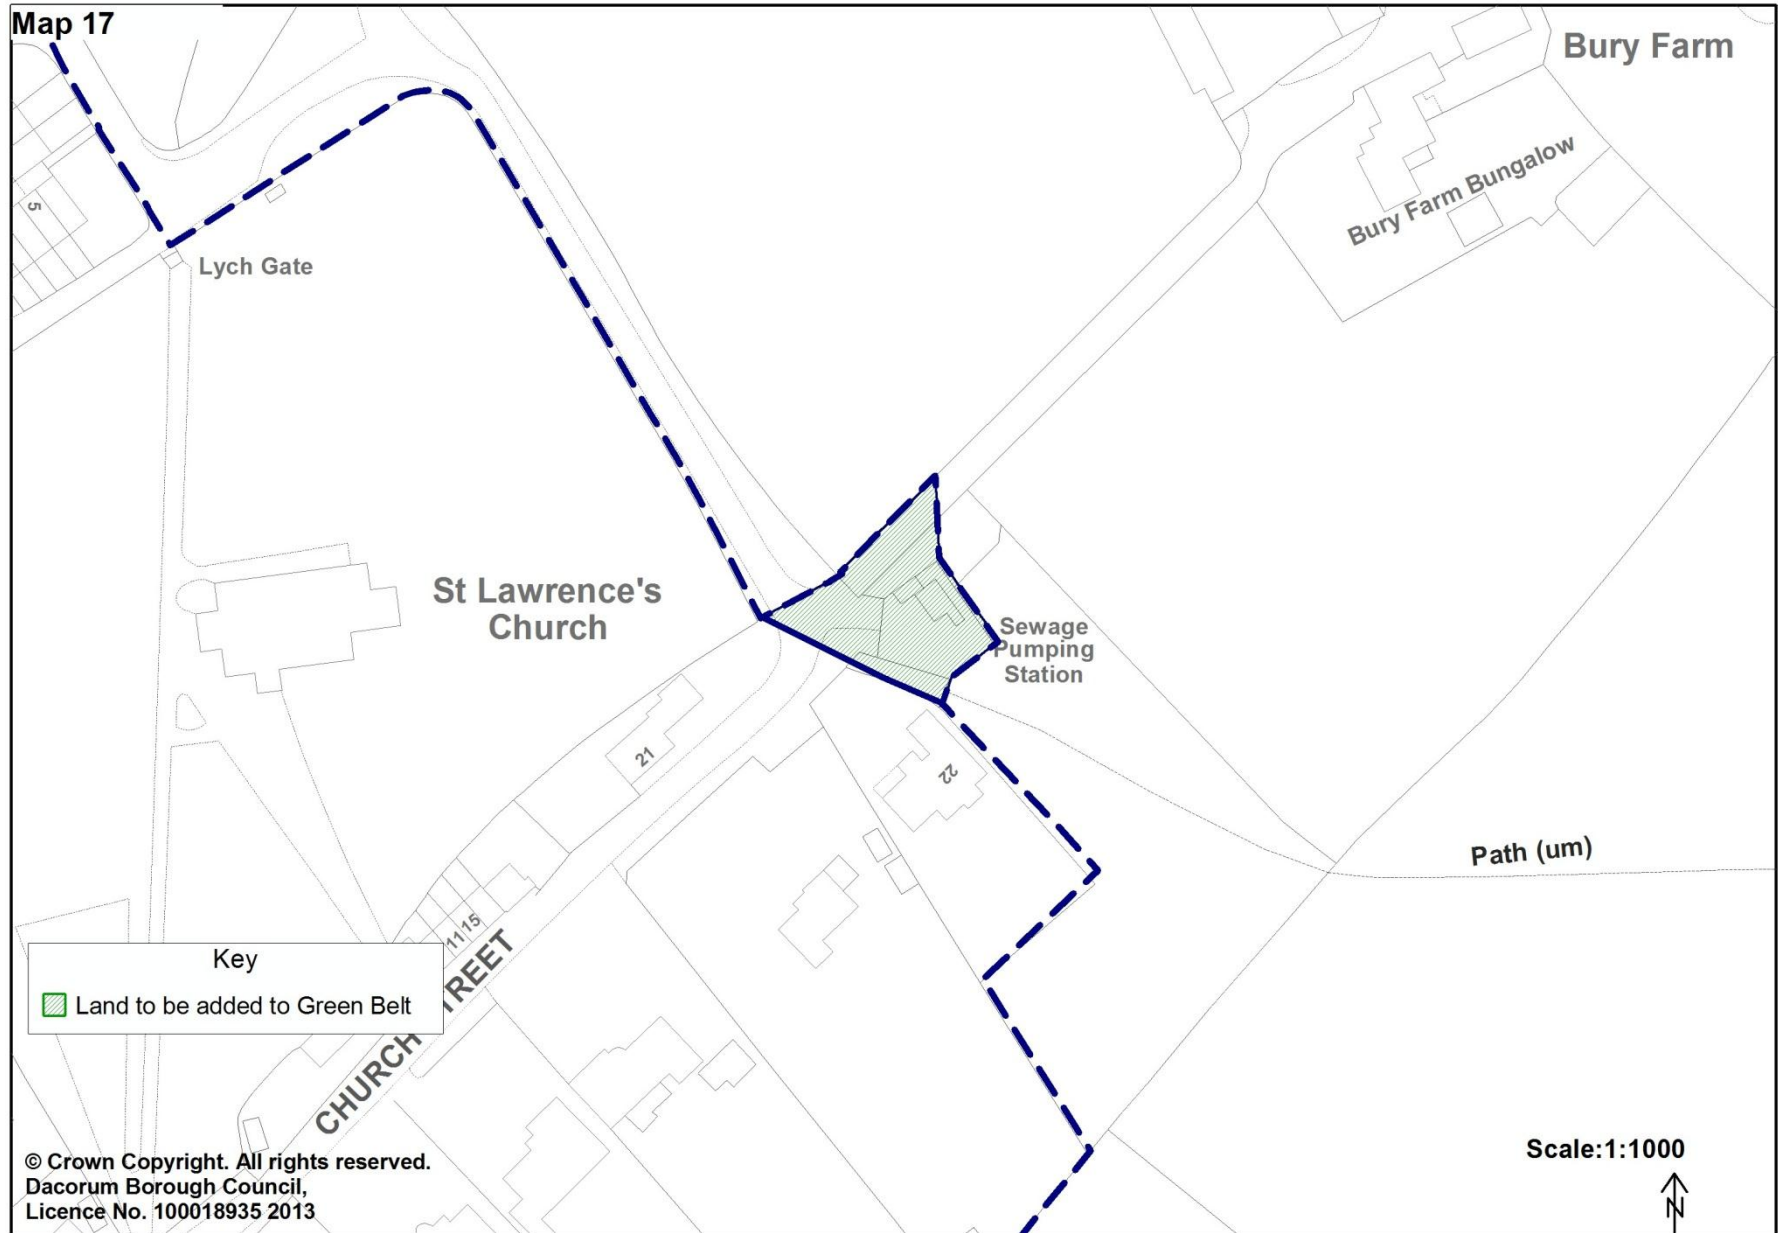 Map 17
Bury Farm
Bury Farm Bungalow
5
Lych Gate
St Lawrence's
Church
Sewage
Pumping
Station
21
22
Path (um)
11 15
CHURCH TREET
Key
Land to be added to Green Belt
© Crown Copyright. All rights reserved.
Dacorum Borough Council,
Licence No. 100018935 2013
Scale:1:1000
N